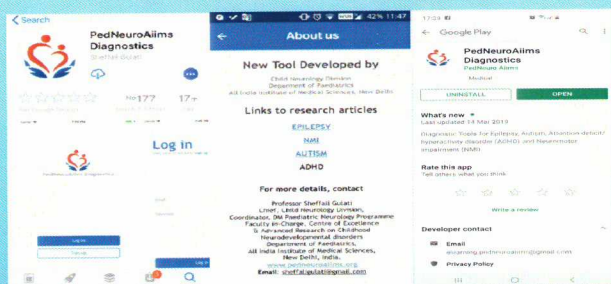 Search
PedNeuroAiims
Diagnostics
Sheffali Gulati
No177
17+
Log in
Log in
42% 11:47
About us
New Tool Developed by
Child Neurology Division
Department of Paediatrics
All India Institute of Medical Sciences, New Delhi
Links to research articles
EPILEPSY
NMI
AUTISM
ADHD
For more details, contact
Professor Sheffali Gulati
Chief, Child Neurology Division,
Coordinator, DM Paediatric Neurology Programme
Faculty in-Charge, Centre of Excellence
& Advanced Research on Childhood
Neurodevelopmental disorders
Department of Paediatrics,
All India Institute of Medical Sciences,
New Delhi, India.
www.pedneuroaiims.org
Email: sheffaligulati@gmail.com
17:04
Google Play
PedNeuroAiims
Diagnostics
PedNeuro Aiims
Medical
UNINSTALL
OPEN
What's new
Last updated 14 Mar 2019
Diagnostic Tools for Epilepsy, Autism, Attention deficit
hyperactivity disorder (ADHD) and Neuromotor
impairment (NMI)
Rate this app
Tell others what you think
Write a review
Developer contact
Email
Privacy Policy